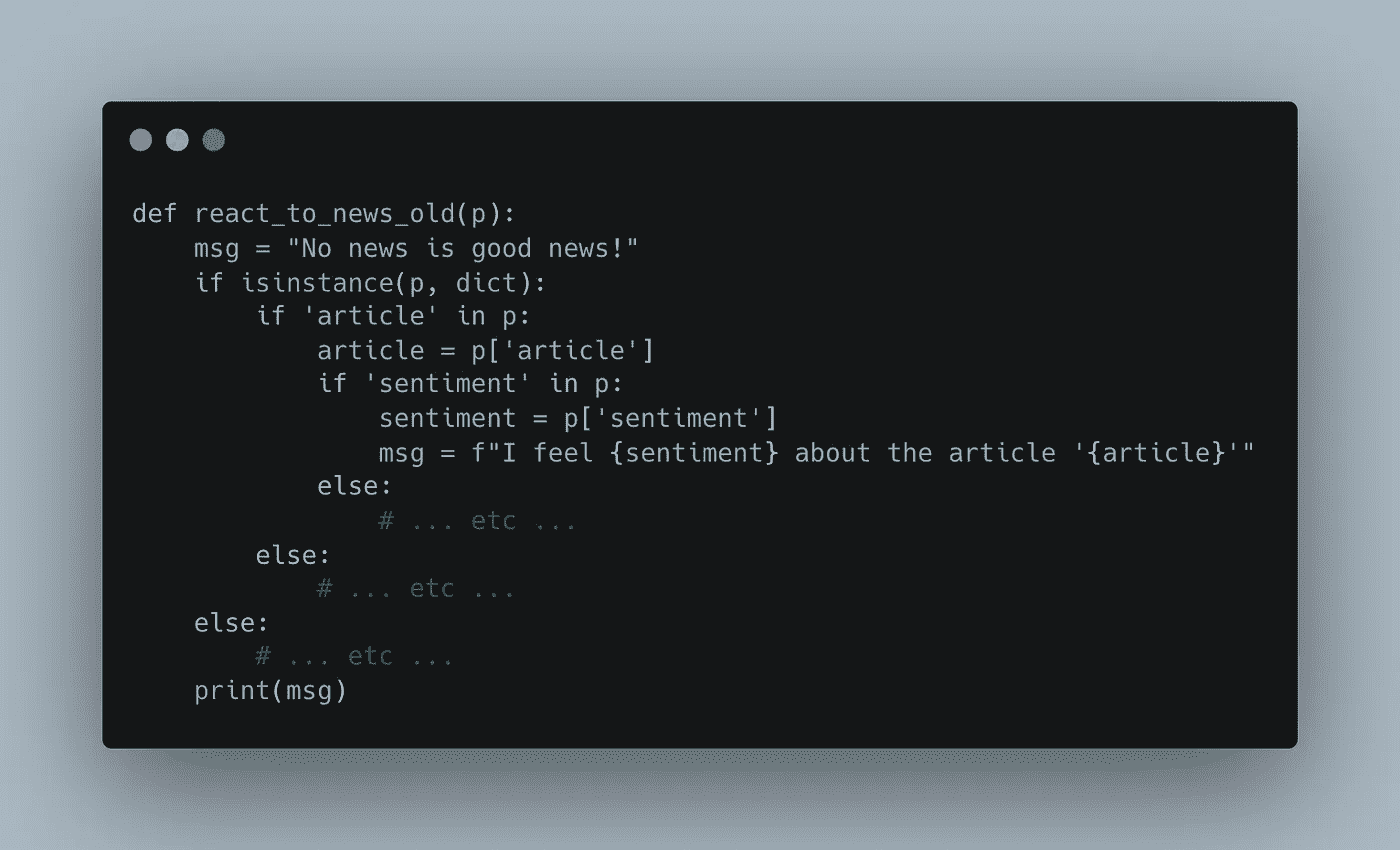 def react_to_news_old(p):
    msg = "No news is good news!"
    if isinstance(p, dict):
        if 'article' in p:
            article = p['article']
            if 'sentiment' in p:
                sentiment = p['sentiment']
                msg = f"I feel {sentiment} about the article '{article}'"
            else:
                # ... etc ...
        else:
            # ... etc ...
    else:
        # ... etc ...
    print(msg)